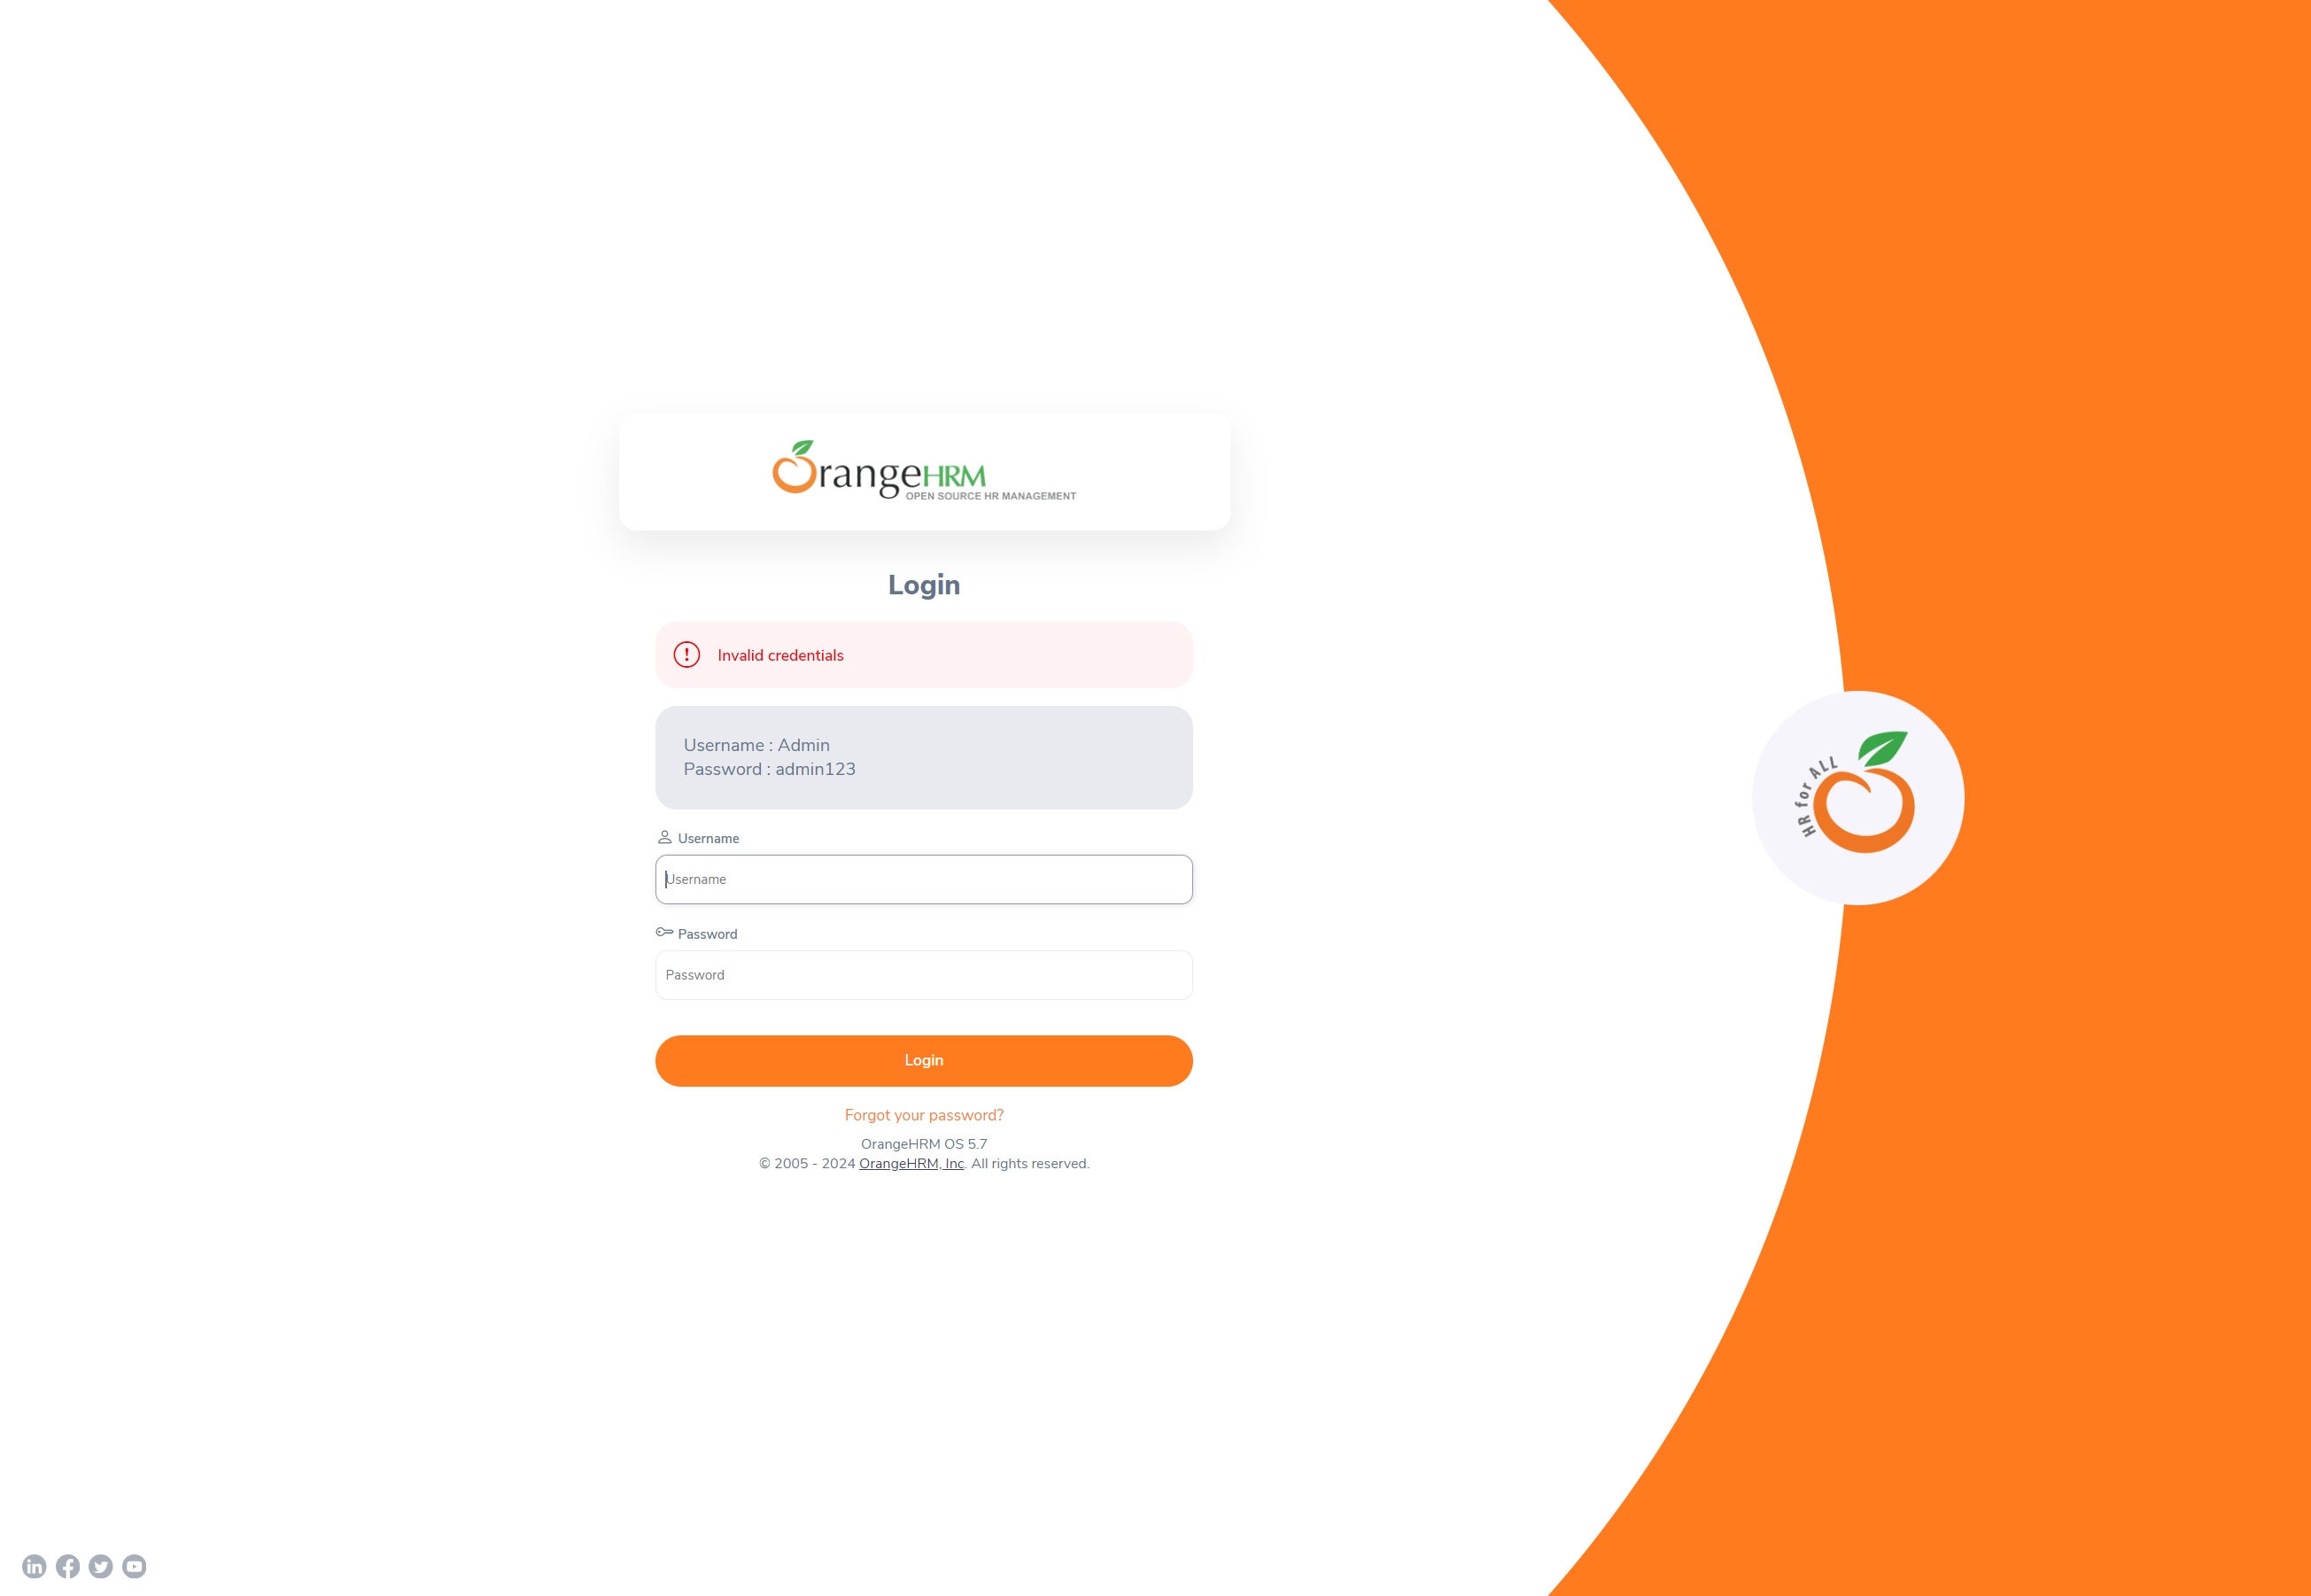 OrangeHRM
OPEN SOURCE HR MANAGEMENT
Login
Invalid credentials
Username : Admin
Password : admin123
Username
Username
Password
Password
Login
Forgot your password?
OrangeHRM OS 5.7
© 2005 - 2024 OrangeHRM, Inc. All rights reserved.
HR for ALL